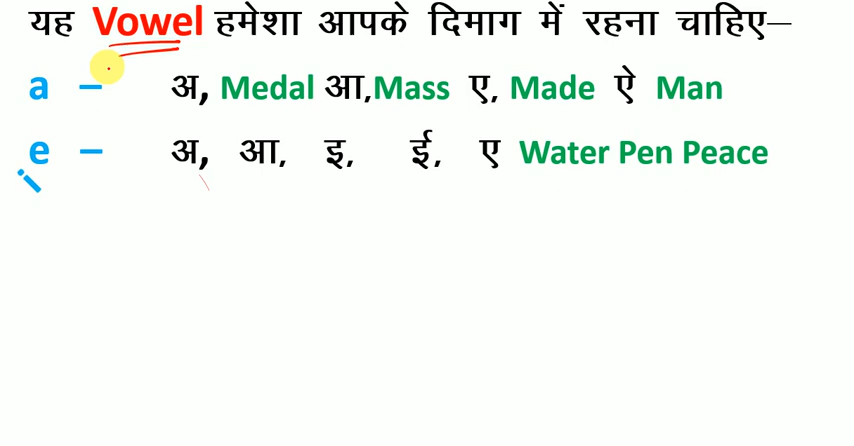 यह Vowel हमेशा आपके दिमाग में रहना चाहिए–
a – अ, Medal आ,Mass ए, Made ऐ Man
e – अ, आ, इ, ई, ए Water Pen Peace
i